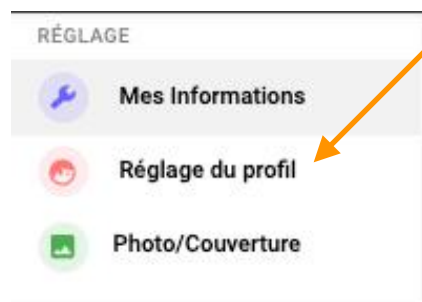 RÉGLAGE
Mes Informations
Réglage du profil
Photo/Couverture